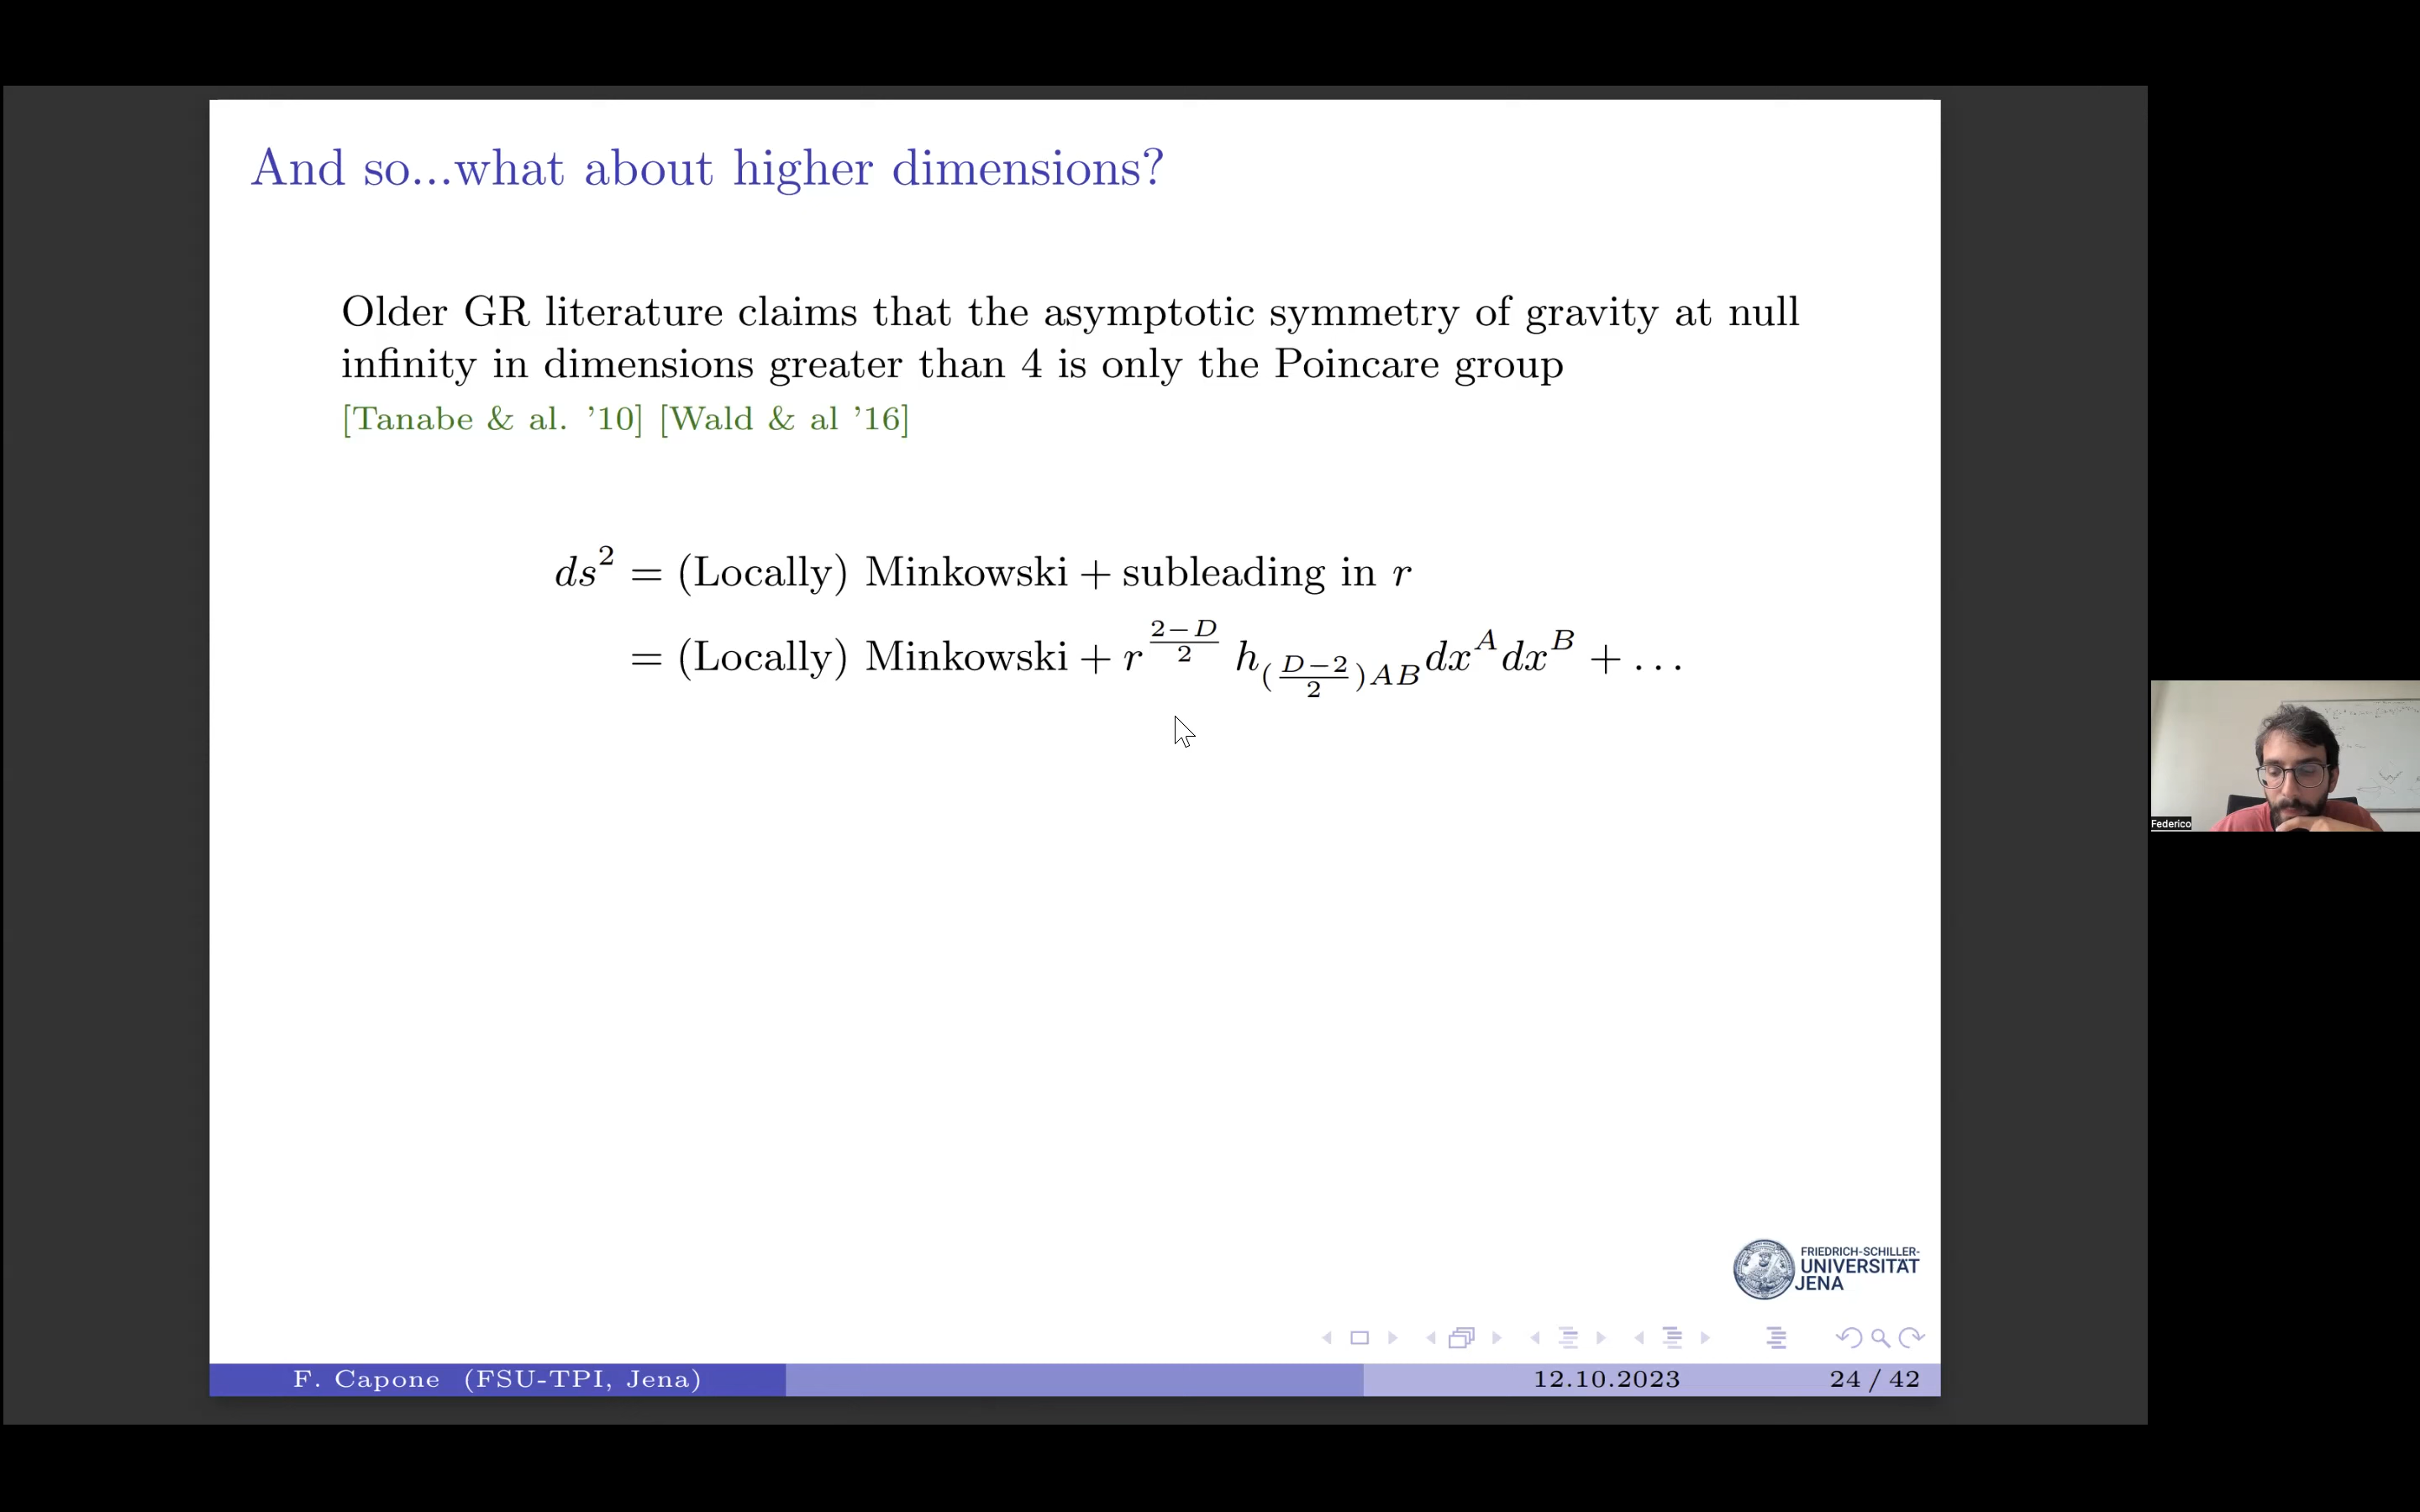 And so...what about higher dimensions?
Older GR literature claims that the asymptotic symmetry of gravity at null
infinity in dimensions greater than 4 is only the Poincare group
[Tanabe & al. '10] [Wald & al '16]
ds² = (Locally) Minkowski + subleading in r
= (Locally) Minkowski + r^{\frac{2-D}{2}} h_{(\frac{D-2}{2})AB} dx^A dx^B + ...
Federico
FRIEDRICH-SCHILLER-
UNIVERSITÄT
JENA
F. Capone (FSU-TPI, Jena) 12.10.2023 24 / 42